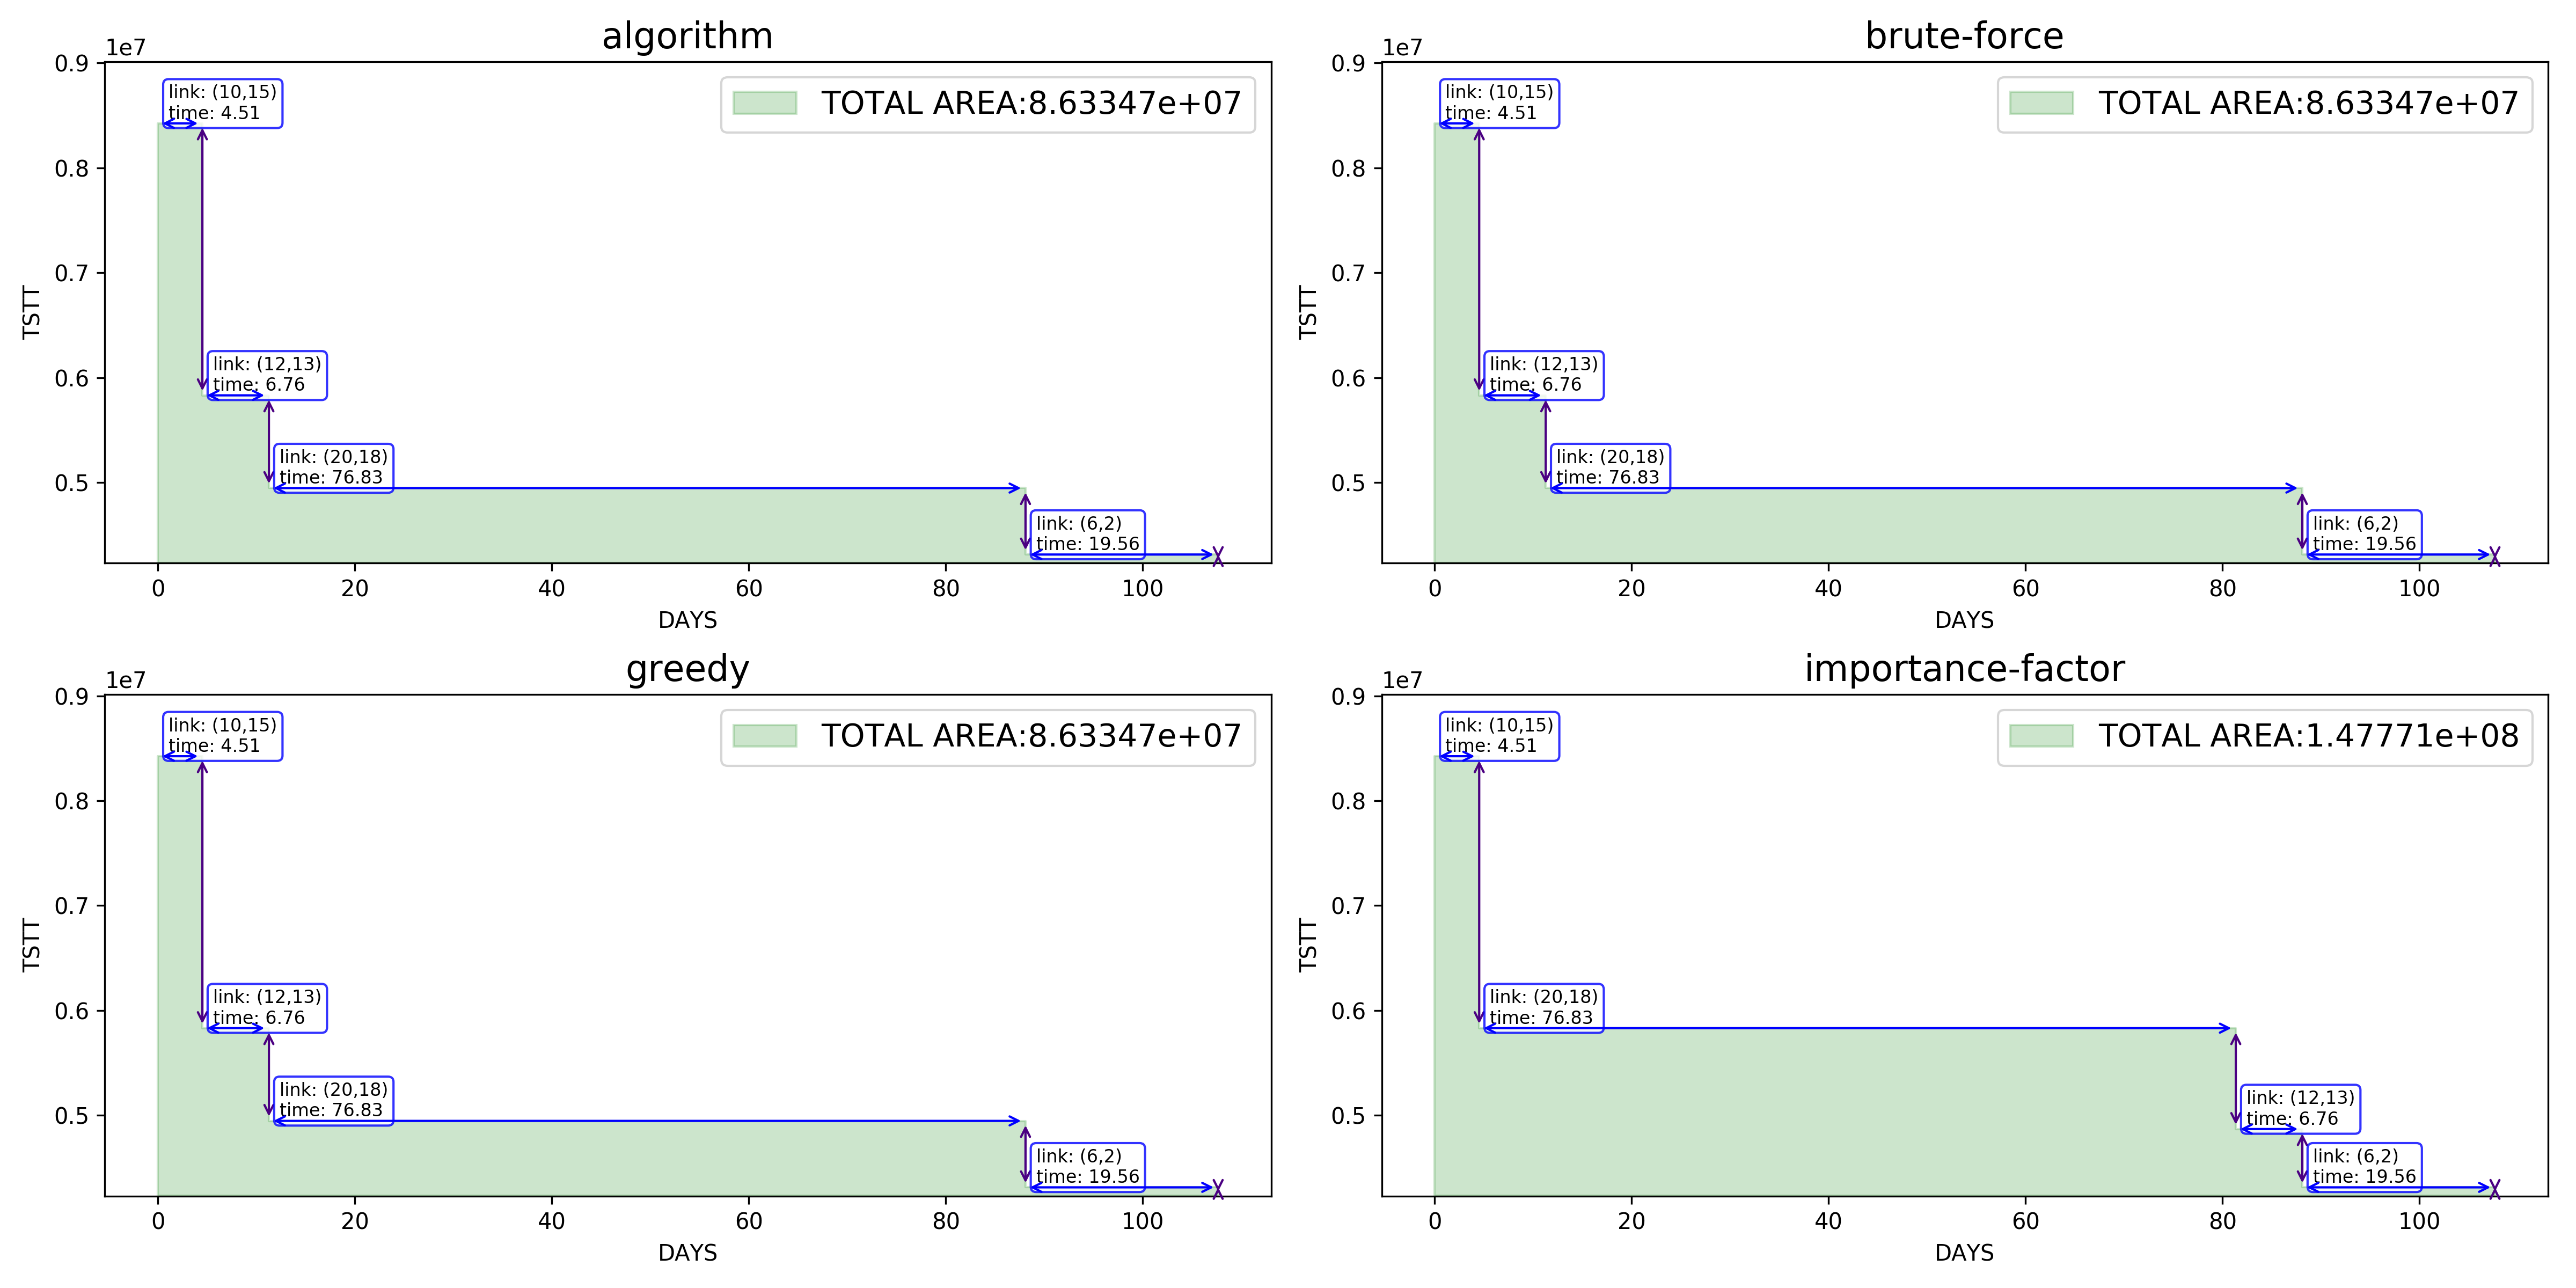 algorithm
1e7
0.9
0.8
0.7
0.6
0.5
TSTT
link: (10,15)
time: 4.51
link: (12,13)
time: 6.76
link: (20,18)
time: 76.83
link: (6,2)
time: 19.56
TOTAL AREA:8.63347e+07
0 20 40 60 80 100
DAYS
brute-force
1e7
0.9
0.8
0.7
0.6
0.5
TSTT
link: (10,15)
time: 4.51
link: (12,13)
time: 6.76
link: (20,18)
time: 76.83
link: (6,2)
time: 19.56
TOTAL AREA:8.63347e+07
0 20 40 60 80 100
DAYS
greedy
1e7
0.9
0.8
0.7
0.6
0.5
TSTT
link: (10,15)
time: 4.51
link: (12,13)
time: 6.76
link: (20,18)
time: 76.83
link: (6,2)
time: 19.56
TOTAL AREA:8.63347e+07
0 20 40 60 80 100
DAYS
importance-factor
1e7
0.9
0.8
0.7
0.6
0.5
TSTT
link: (10,15)
time: 4.51
link: (20,18)
time: 76.83
link: (12,13)
time: 6.76
link: (6,2)
time: 19.56
TOTAL AREA:1.47771e+08
0 20 40 60 80 100
DAYS